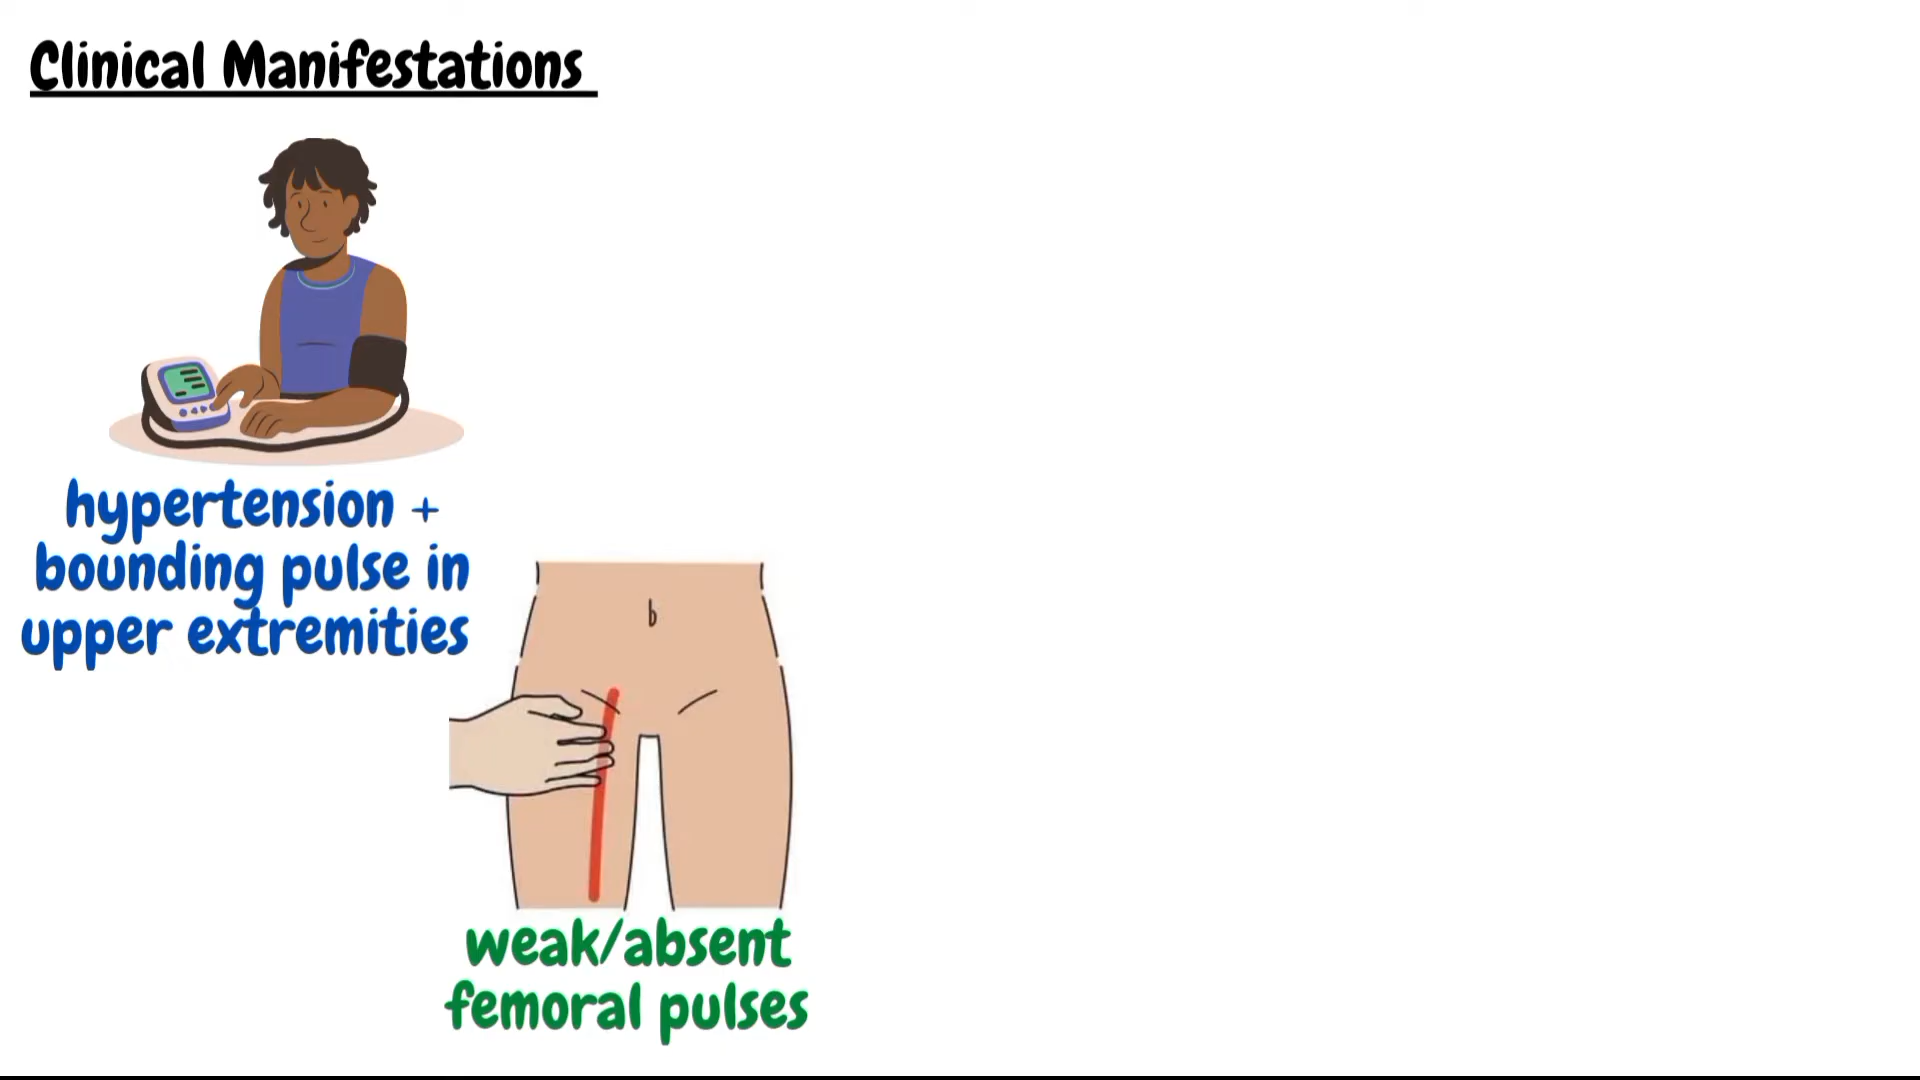 Clinical Manifestations
hypertension +
bounding pulse in
upper extremities
weak/absent
femoral pulses